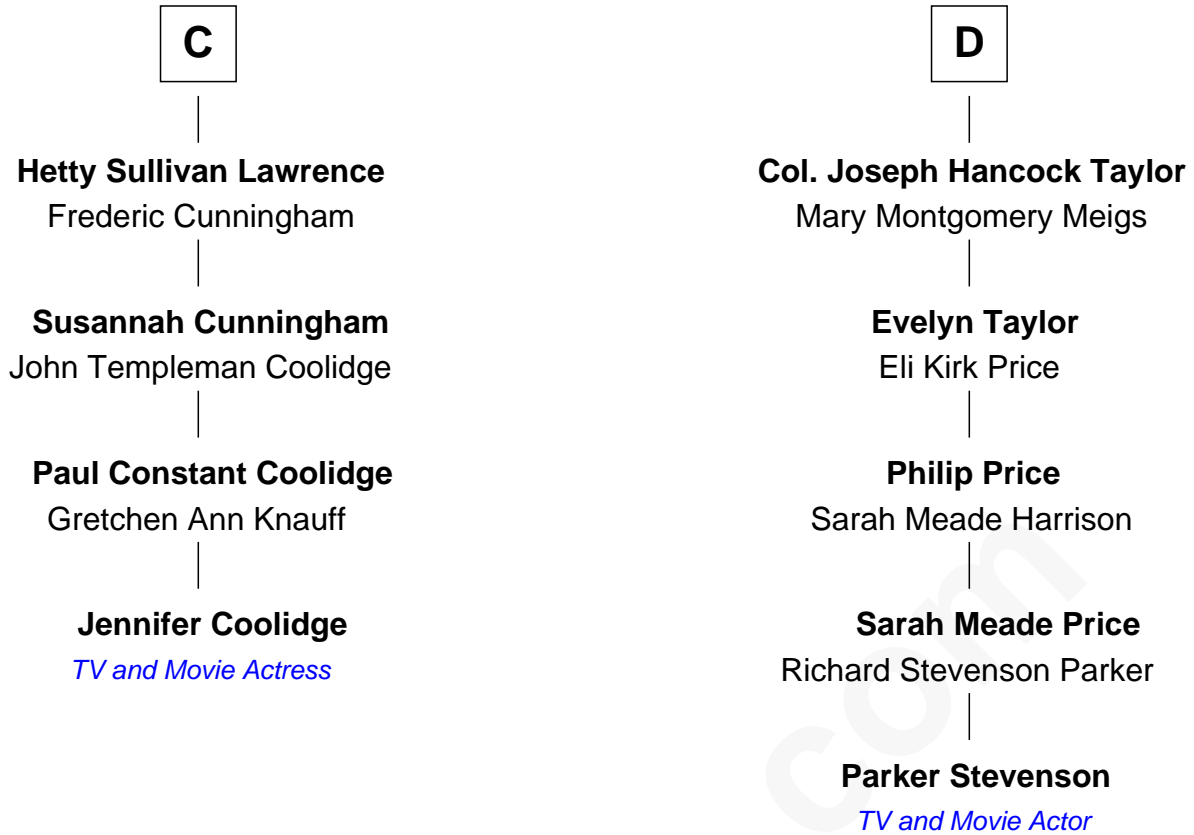 C
Hetty Sullivan Lawrence
Frederic Cunningham
Susannah Cunningham
John Templeman Coolidge
Paul Constant Coolidge
Gretchen Ann Knauff
Jennifer Coolidge
TV and Movie Actress
D
Col. Joseph Hancock Taylor
Mary Montgomery Meigs
Evelyn Taylor
Eli Kirk Price
Philip Price
Sarah Meade Harrison
Sarah Meade Price
Richard Stevenson Parker
Parker Stevenson
TV and Movie Actor
com